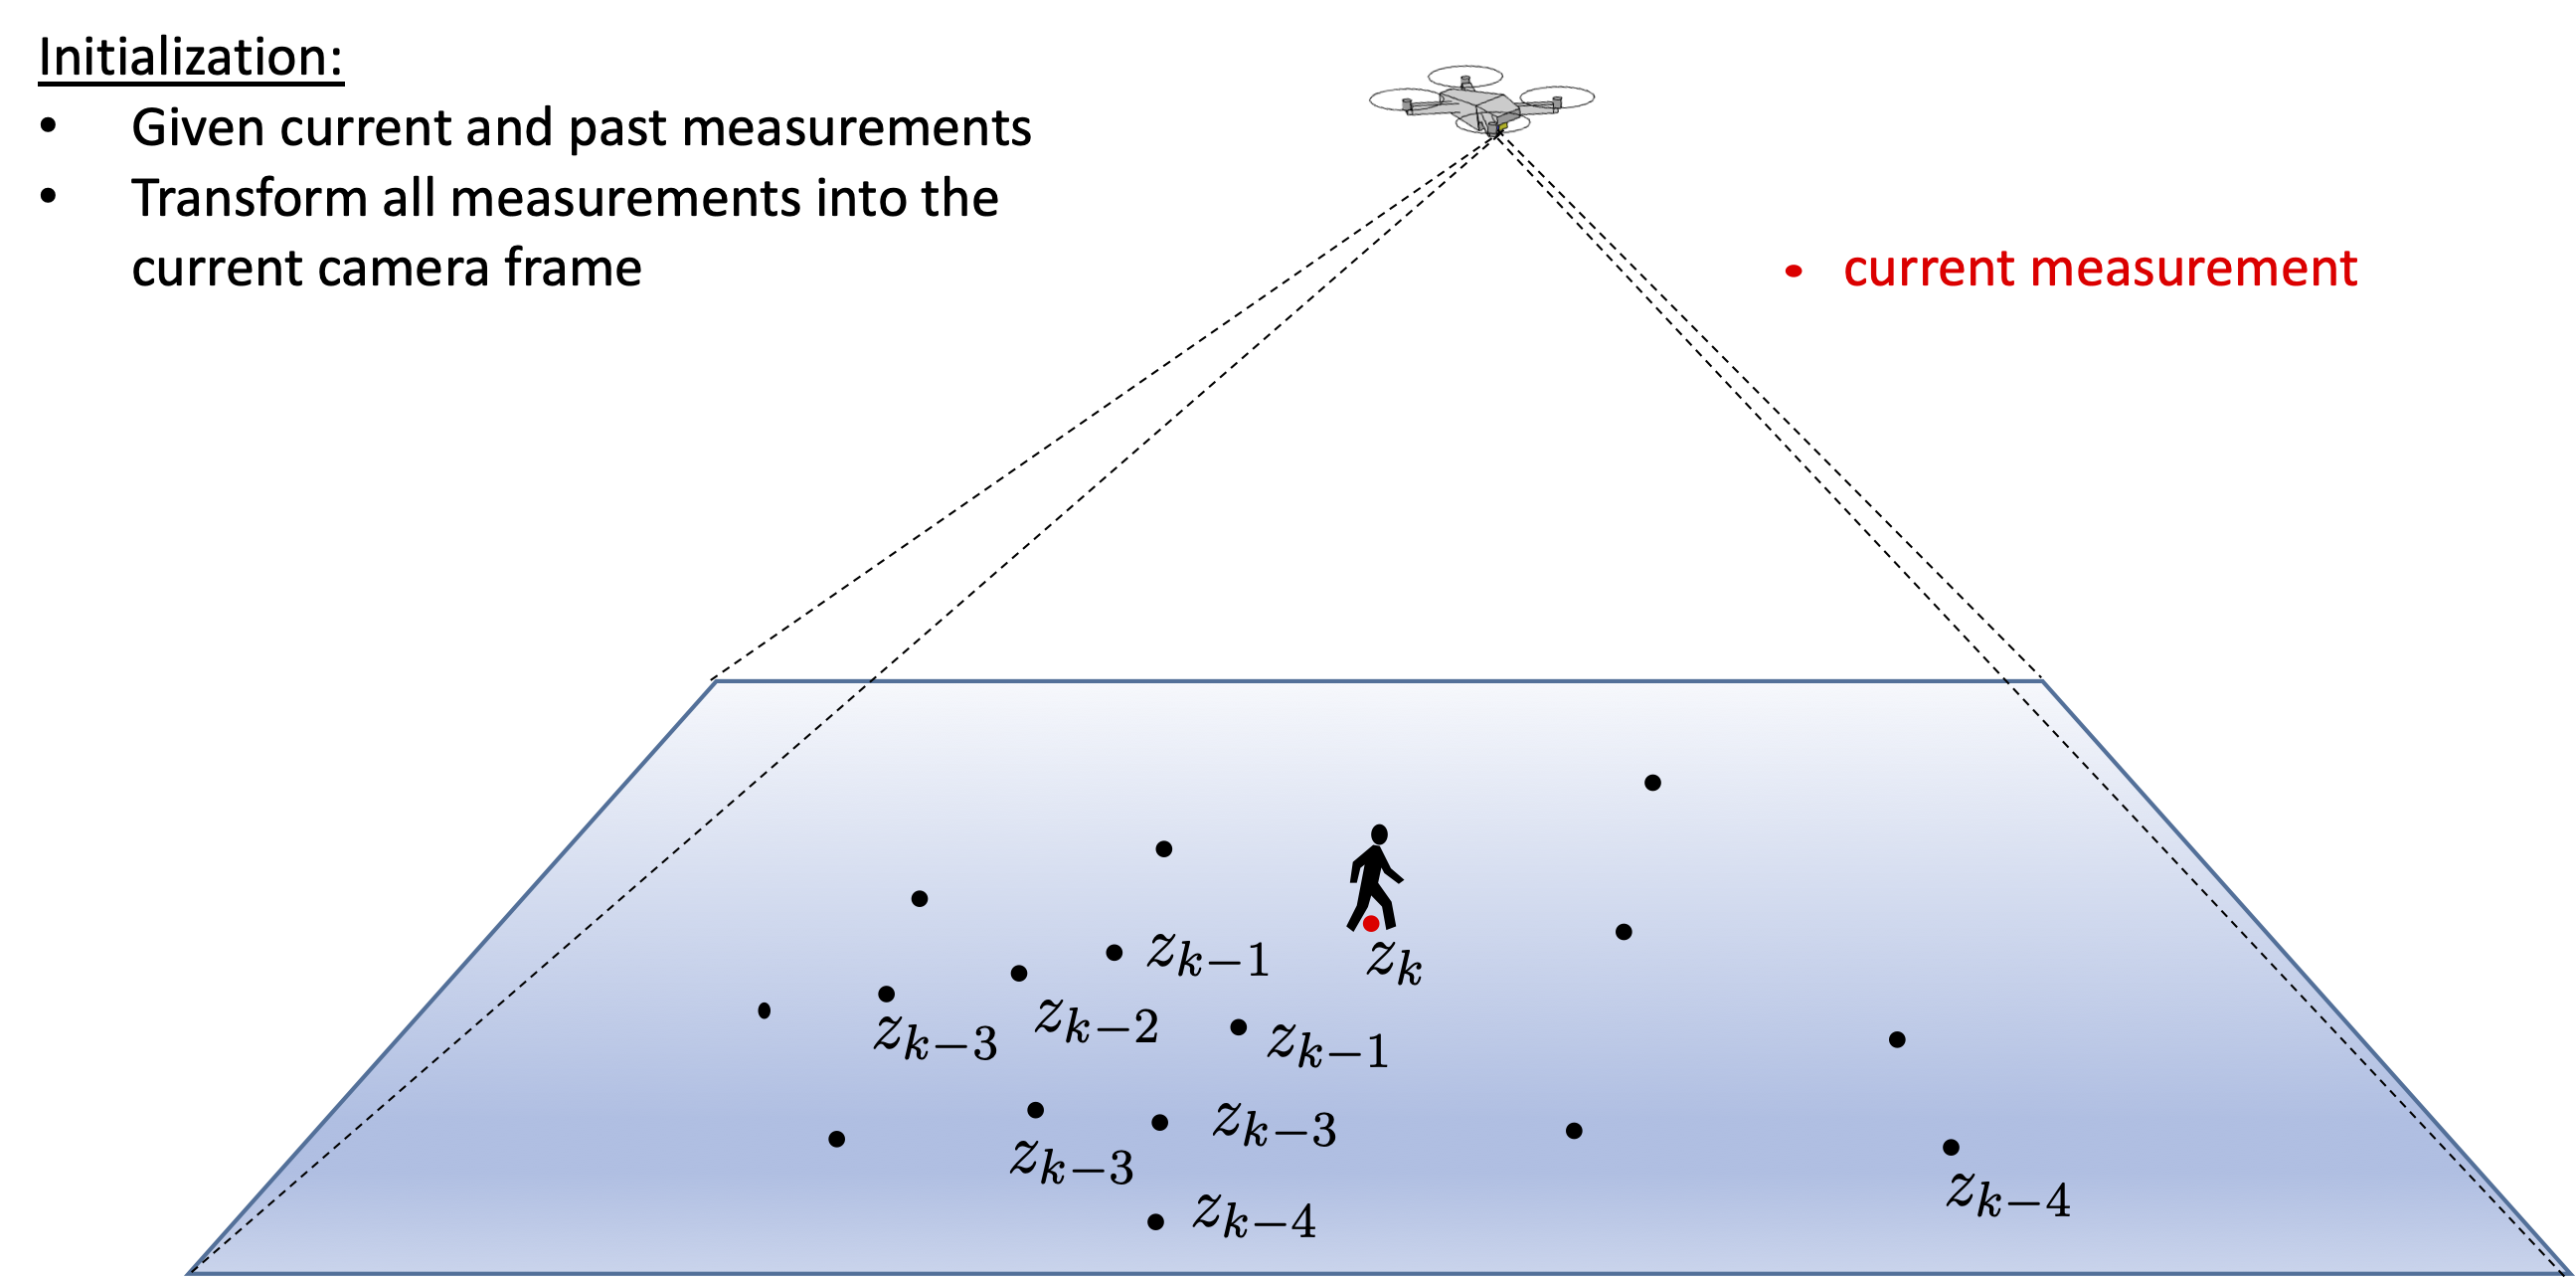 Initialization:
• Given current and past measurements
• Transform all measurements into the
current camera frame
• current measurement
z_{k-1}
z_k
z_{k-3}
z_{k-2}
z_{k-1}
z_{k-3}
z_{k-3}
z_{k-4}
z_{k-4}